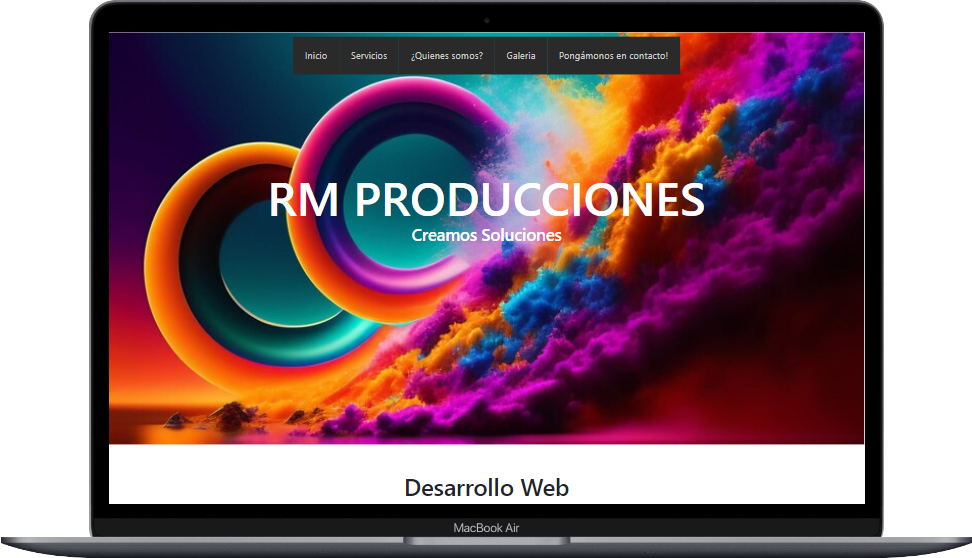 Inicio Servicios ¿Quienes somos? Galeria Pongámonos en contacto!
RM PRODUCCIONES
Creamos Soluciones
Desarrollo Web
MacBook Air